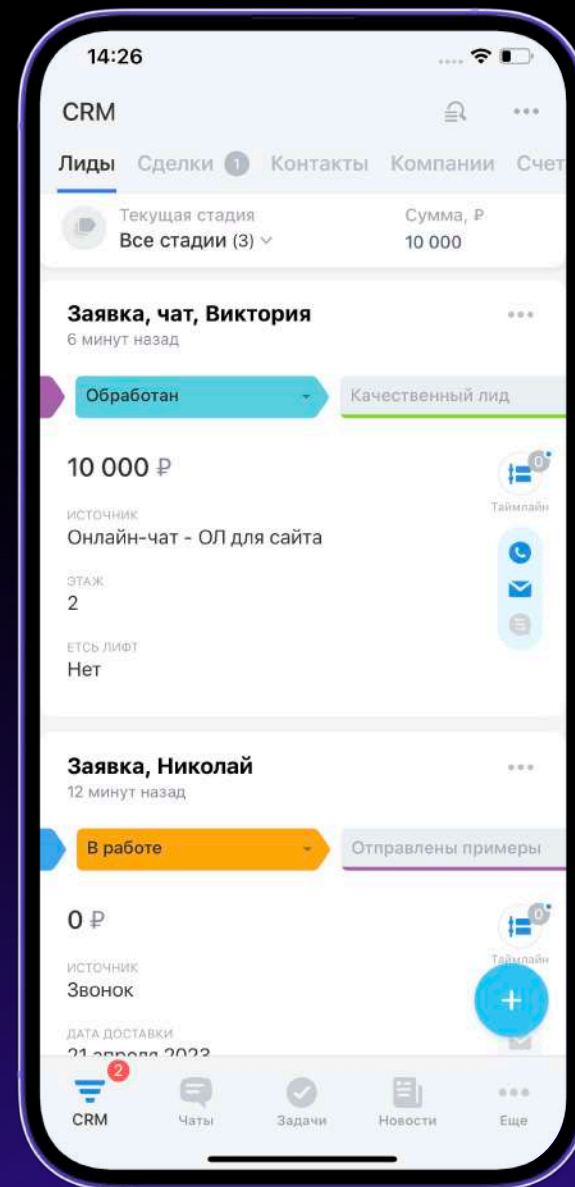 14:26
CRM
Лиды Сделки 1 Контакты Компании Счет
Текущая стадия Сумма, ₽
Все стадии (3) 10 000
Заявка, чат, Виктория
6 минут назад
Обработан Качественный лид
10 000 ₽
0
Таймлайн
ИСТОЧНИК
Онлайн-чат - ОЛ для сайта
ЭТАЖ
2
ЕТСЬ ЛИФТ
Нет
Заявка, Николай
12 минут назад
В работе Отправлены примеры
0 ₽
0
Таймлайн
ИСТОЧНИК
Звонок
ДАТА ДОСТАВКИ
21 апреля 2023
2
CRM Чаты Задачи Новости Еще